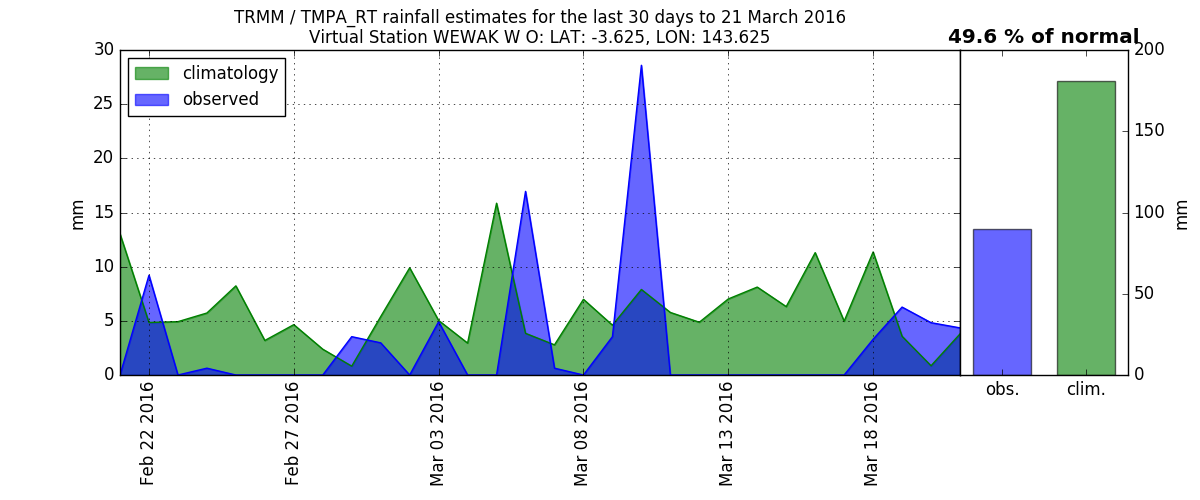 TRMM / TMPA_RT rainfall estimates for the last 30 days to 21 March 2016
Virtual Station WEWAK W O: LAT: -3.625, LON: 143.625
49.6 % of normal
climatology
observed
30
25
20
15
10
5
0
mm
Feb 22 2016
Feb 27 2016
Mar 03 2016
Mar 08 2016
Mar 13 2016
Mar 18 2016
200
150
100
50
0
mm
obs.
clim.